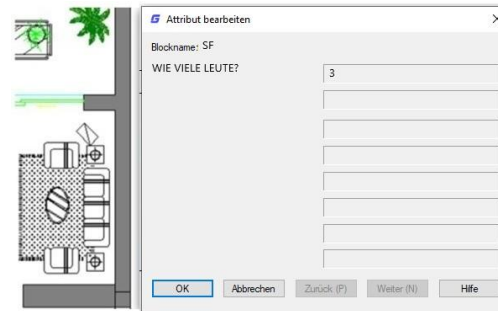 Attribut bearbeiten
Blockname: SF
WIE VIELE LEUTE?
3
OK Abbrechen Zurück (P) Weiter (N) Hilfe